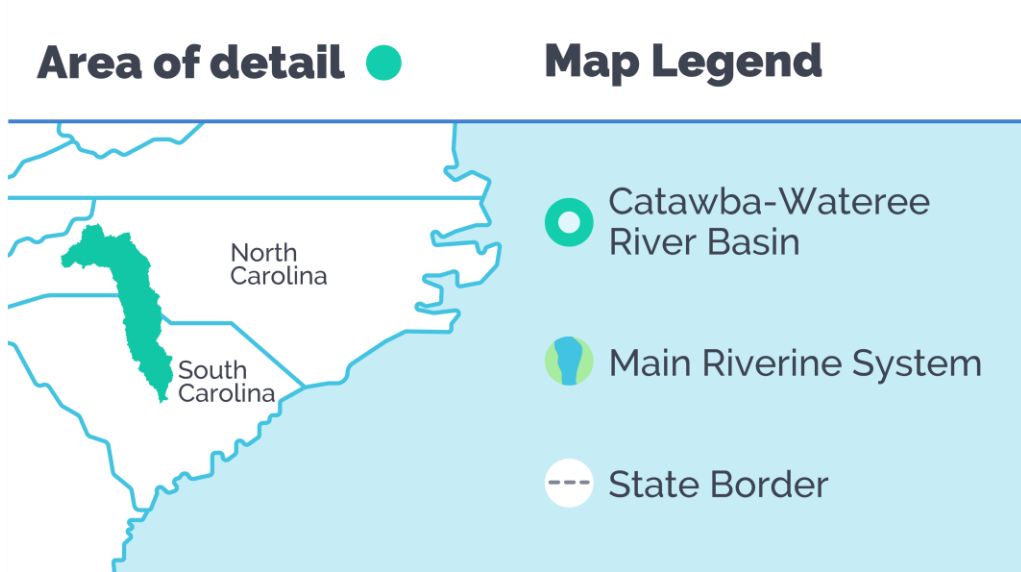 Area of detail
Map Legend
North
Carolina
South
Carolina
Catawba-Wateree
River Basin
Main Riverine System
State Border